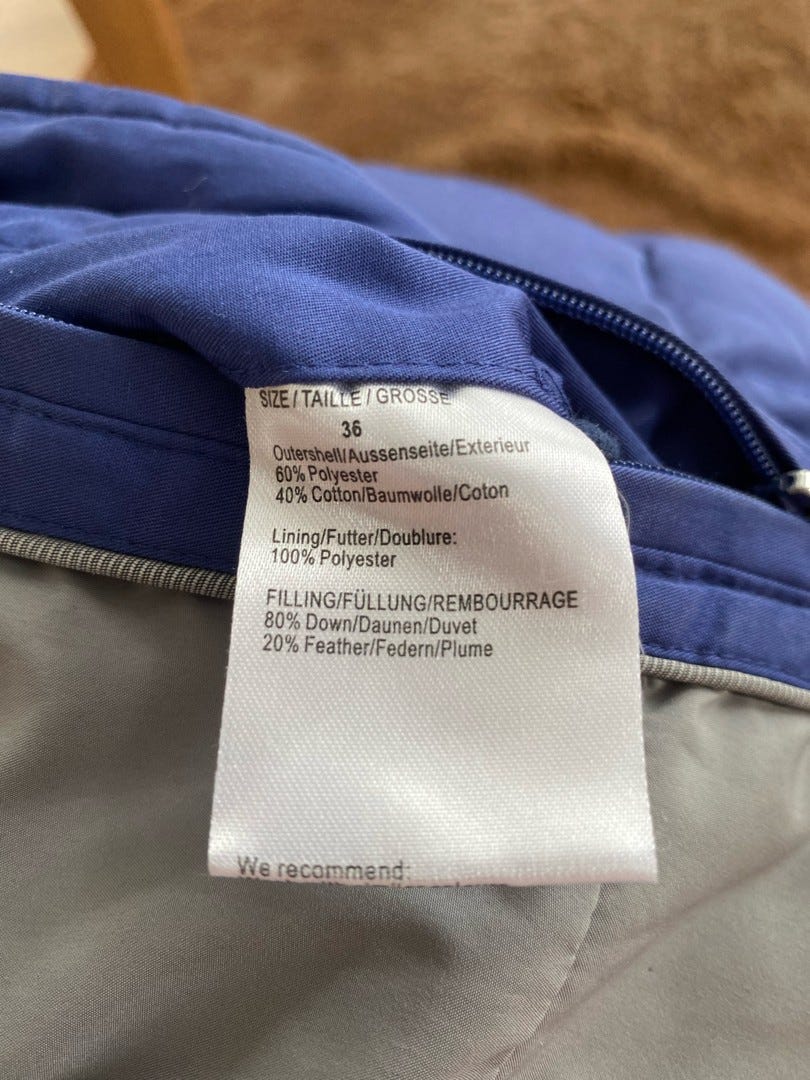 SIZE / TAILLE / GROSSE
36
Outershell/Aussenseite/Exterieur
60% Polyester
40% Cotton/Baumwolle/Coton
Lining/Futter/Doublure:
100% Polyester
FILLING/FÜLLUNG/REMBOURRAGE
80% Down/Daunen/Duvet
20% Feather/Federn/Plume
We recommend: